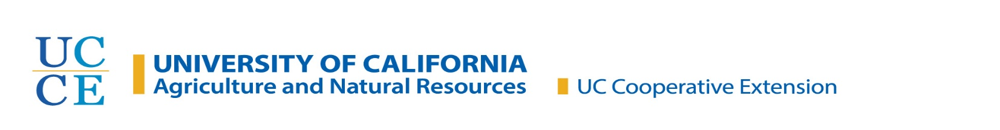 UC
CE
UNIVERSITY OF CALIFORNIA
Agriculture and Natural Resources
UC Cooperative Extension